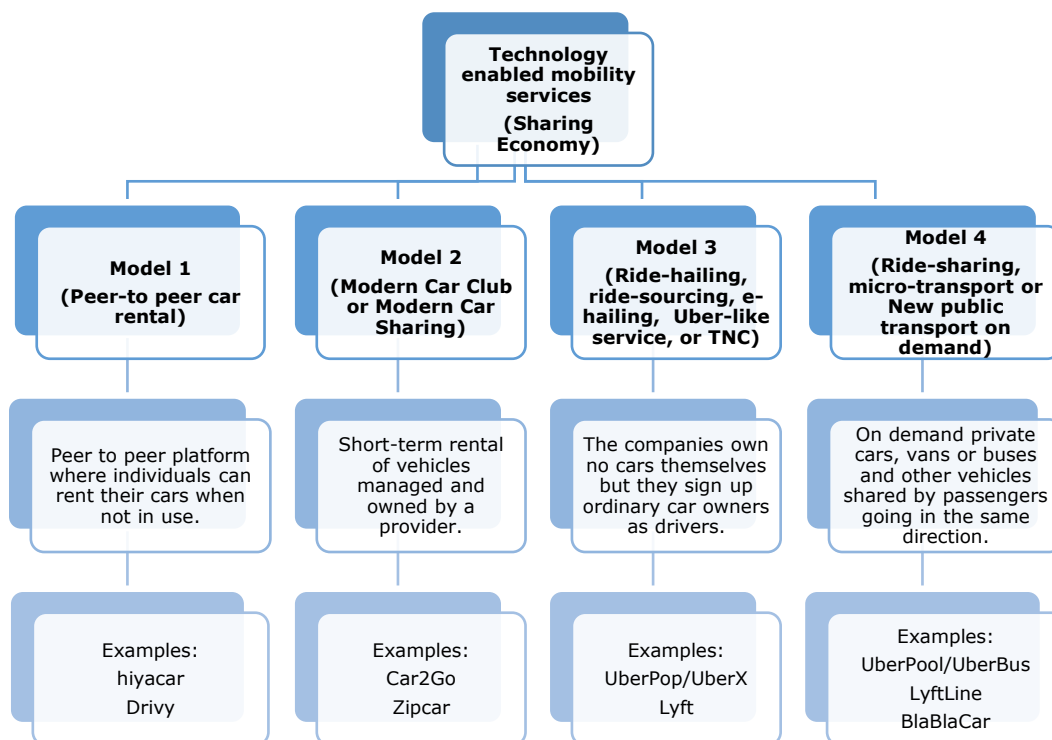 Technology
enabled mobility
services
(Sharing
Economy)
Model 1
(Peer-to peer car
rental)
Model 2
(Modern Car Club
or Modern Car
Sharing)
Model 3
(Ride-hailing,
ride-sourcing, e-
hailing, Uber-like
service, or TNC)
Model 4
(Ride-sharing,
micro-transport or
New public
transport on
demand)
Peer to peer platform
where individuals can
rent their cars when
not in use.
Short-term rental
of vehicles
managed and
owned by a
provider.
The companies own
no cars themselves
but they sign up
ordinary car owners
as drivers.
On demand private
cars, vans or buses
and other vehicles
shared by passengers
going in the same
direction.
Examples:
hiyacar
Drivy
Examples:
Car2Go
Zipcar
Examples:
UberPop/UberX
Lyft
Examples:
UberPool/UberBus
LyftLine
BlaBlaCar